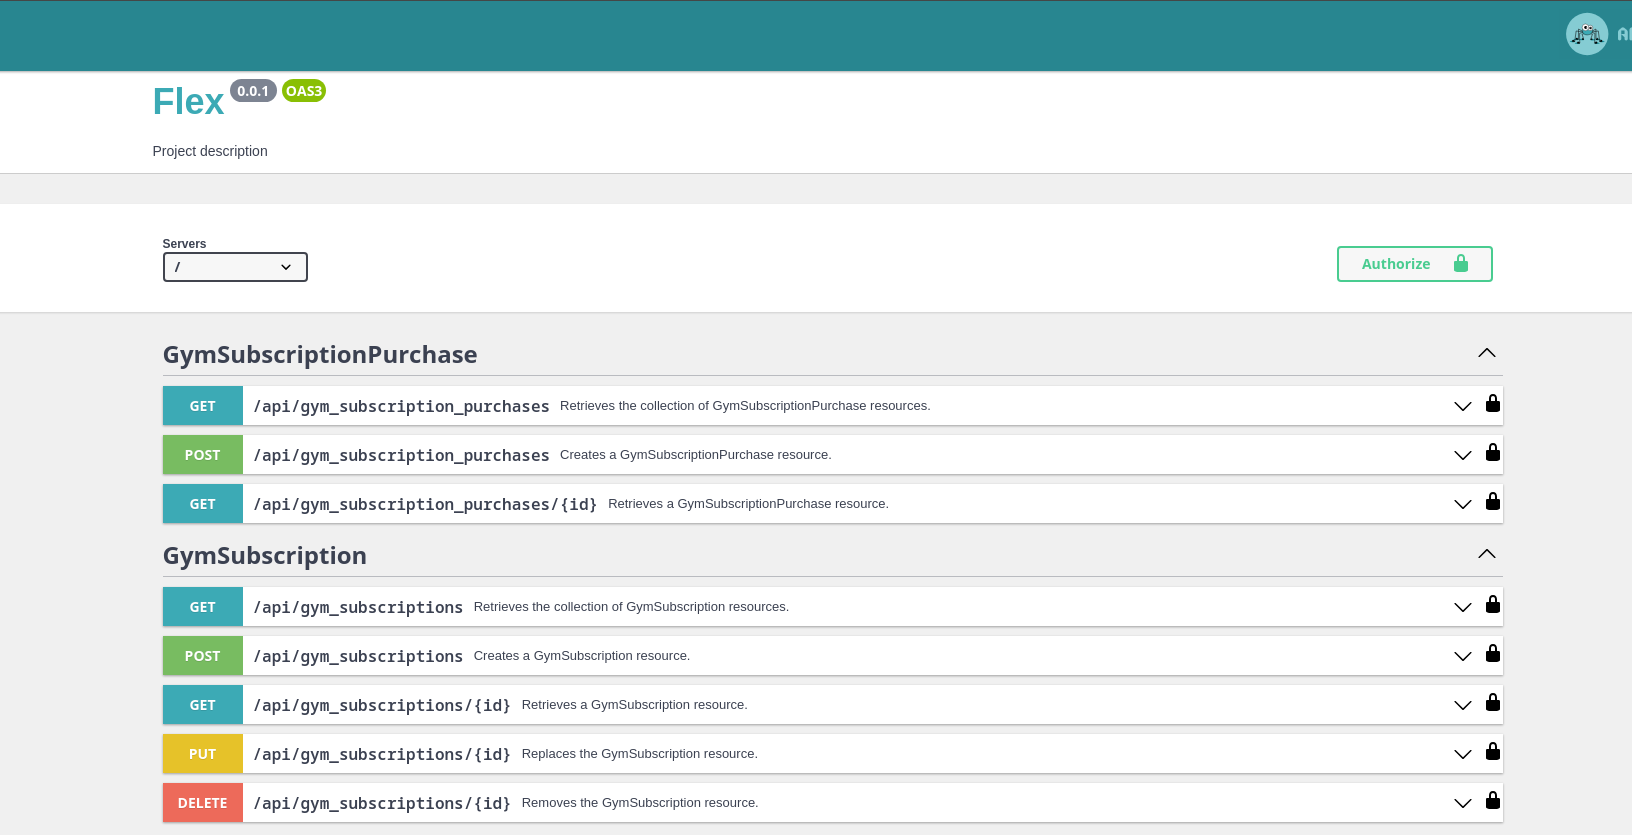 Flex 0.0.1 OAS3
Project description
Servers
/
Authorize
GymSubscriptionPurchase
GET /api/gym_subscription_purchases Retrieves the collection of GymSubscriptionPurchase resources.
POST /api/gym_subscription_purchases Creates a GymSubscriptionPurchase resource.
GET /api/gym_subscription_purchases/{id} Retrieves a GymSubscriptionPurchase resource.
GymSubscription
GET /api/gym_subscriptions Retrieves the collection of GymSubscription resources.
POST /api/gym_subscriptions Creates a GymSubscription resource.
GET /api/gym_subscriptions/{id} Retrieves a GymSubscription resource.
PUT /api/gym_subscriptions/{id} Replaces the GymSubscription resource.
DELETE /api/gym_subscriptions/{id} Removes the GymSubscription resource.